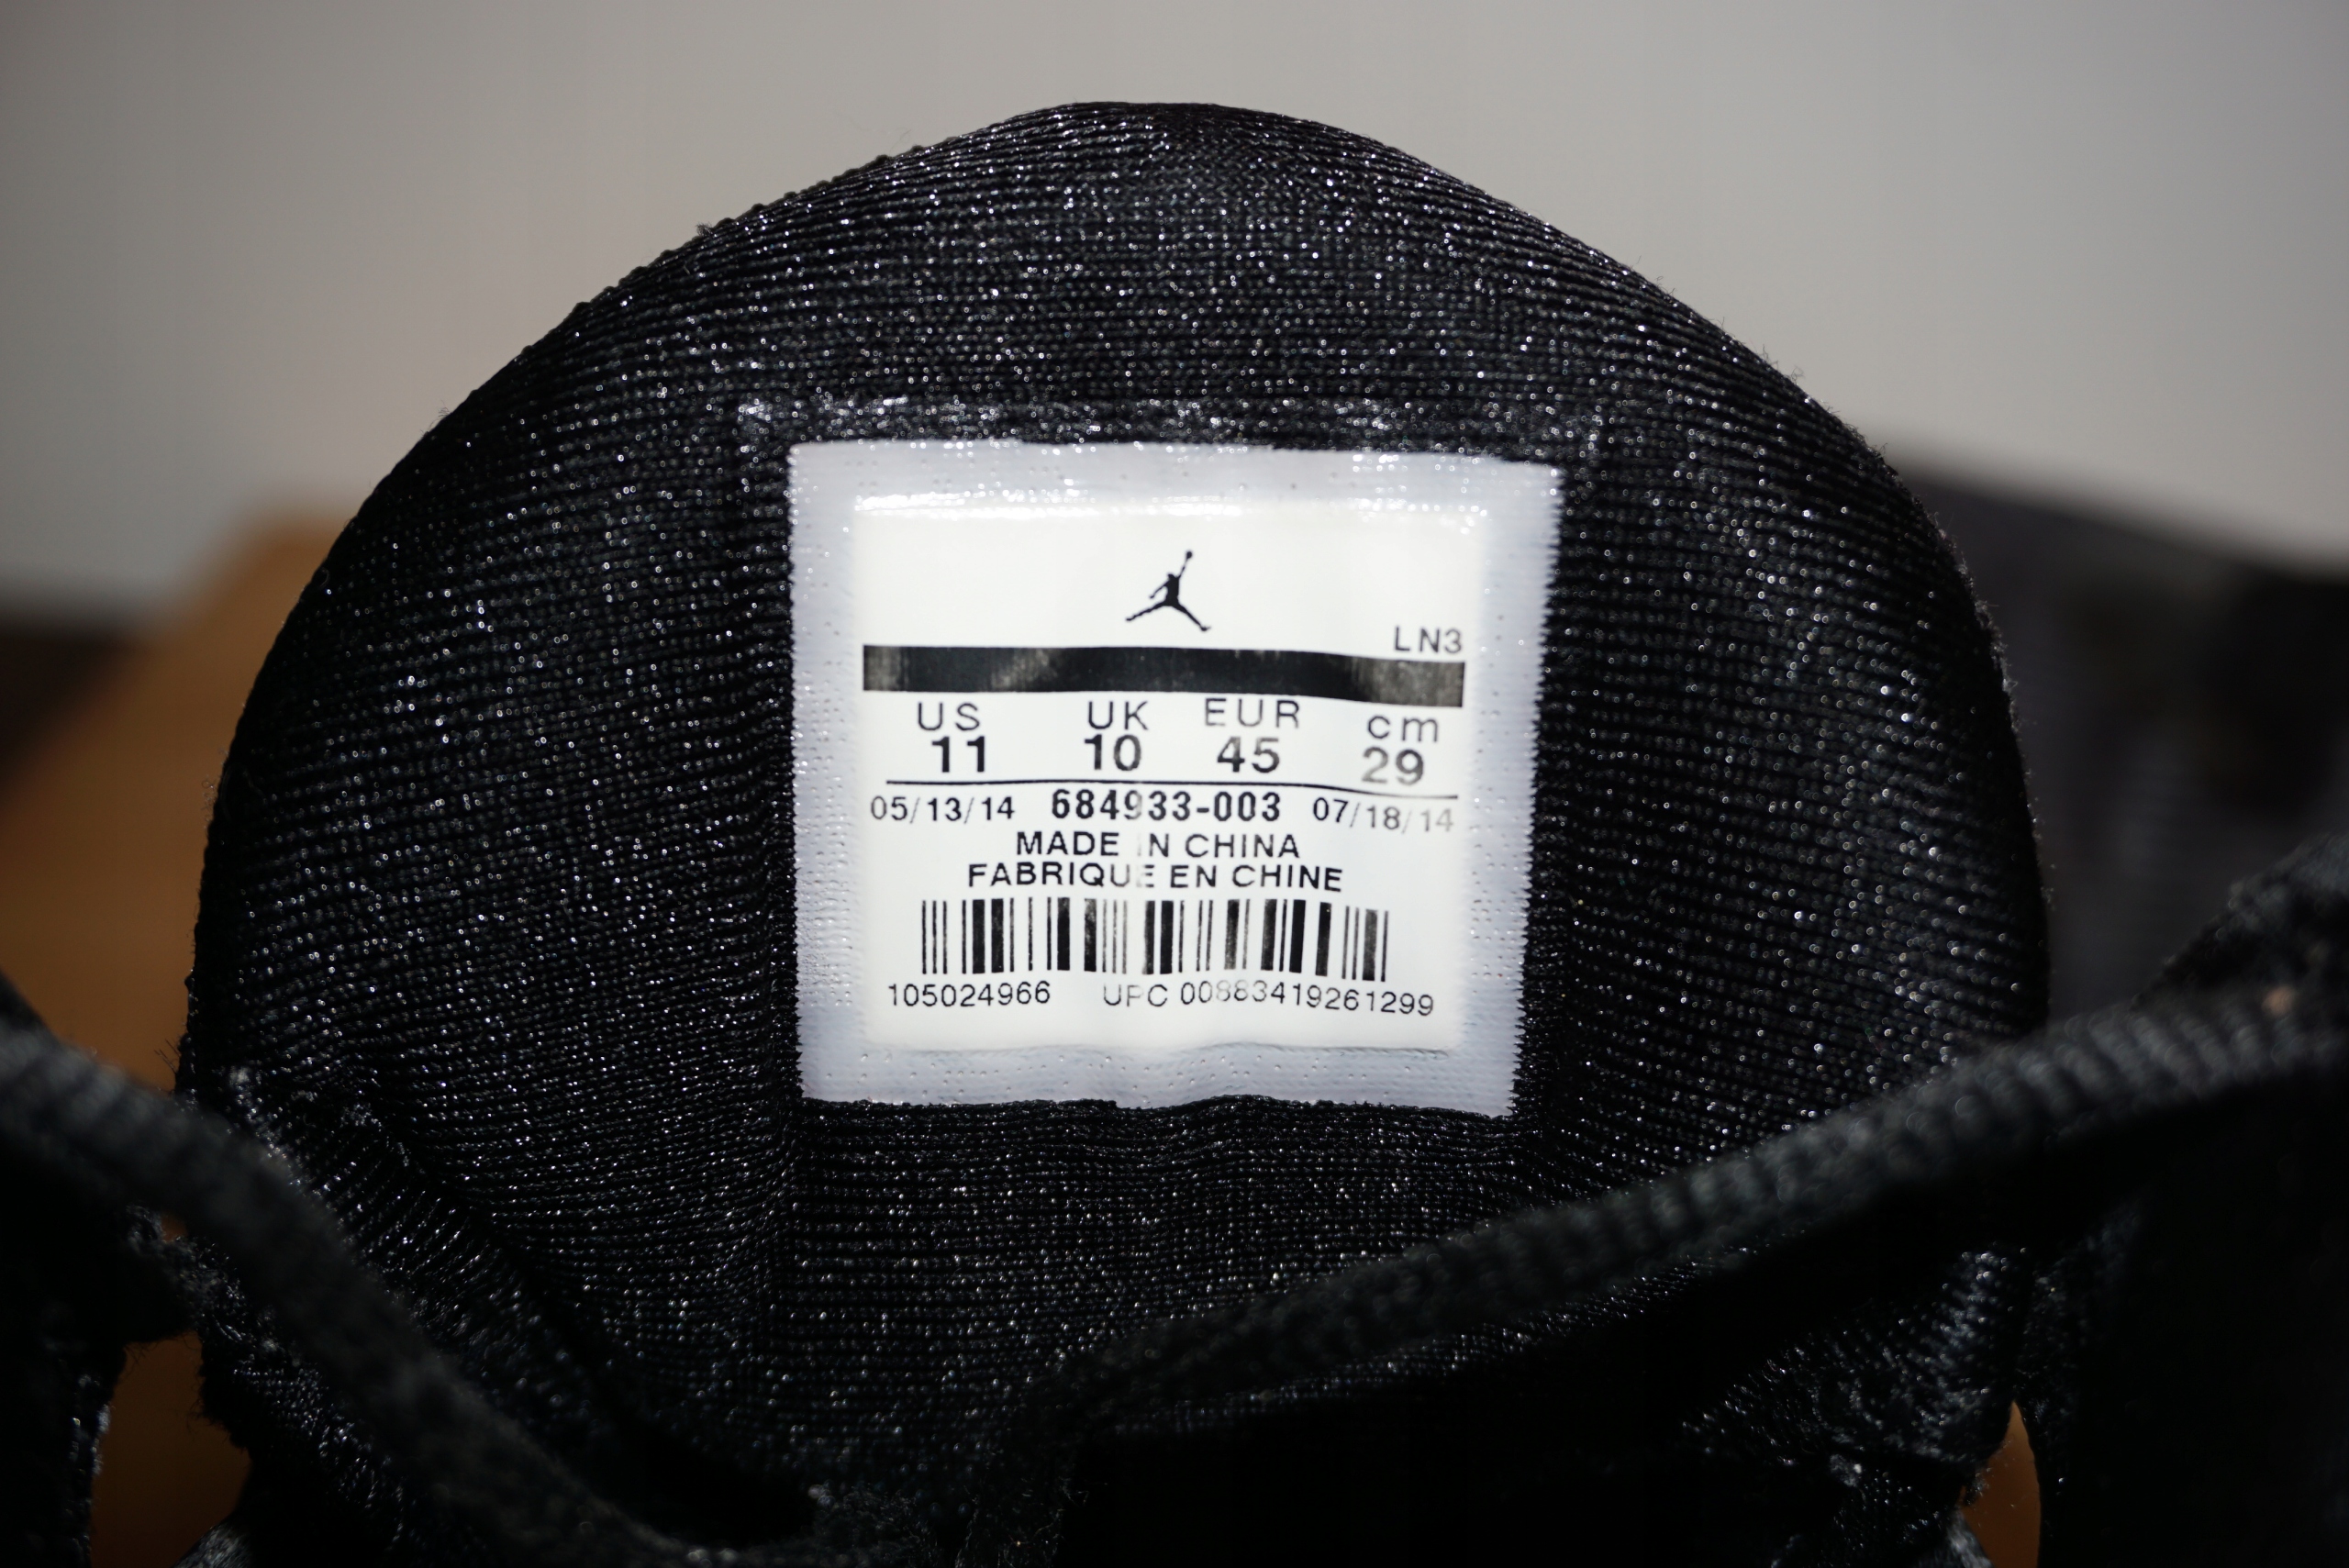 LN3
US UK EUR cm
11 10 45 29
05/13/14 684933-003 07/18/14
MADE IN CHINA
FABRIQUE EN CHINE
105024966 UPC 00883419261299